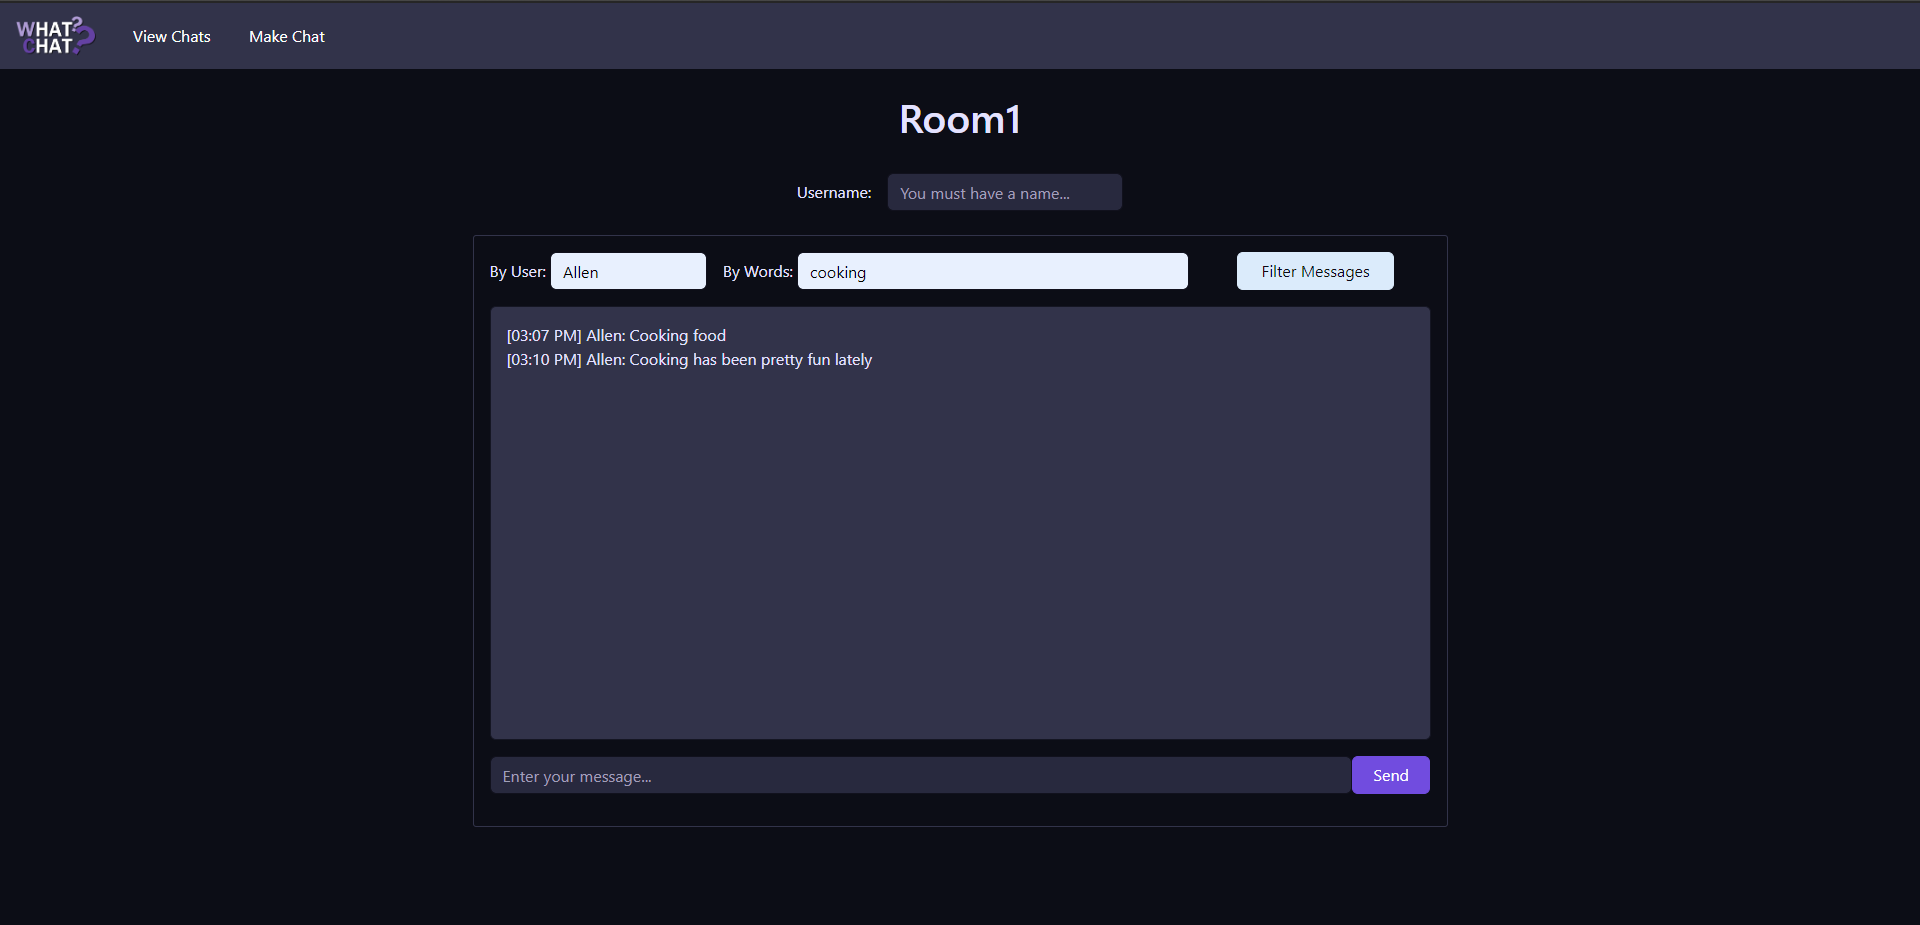 WHAT?
CHAT?
View Chats Make Chat
Room1
Username: You must have a name...
By User: Allen By Words: cooking Filter Messages
[03:07 PM] Allen: Cooking food
[03:10 PM] Allen: Cooking has been pretty fun lately
Enter your message... Send